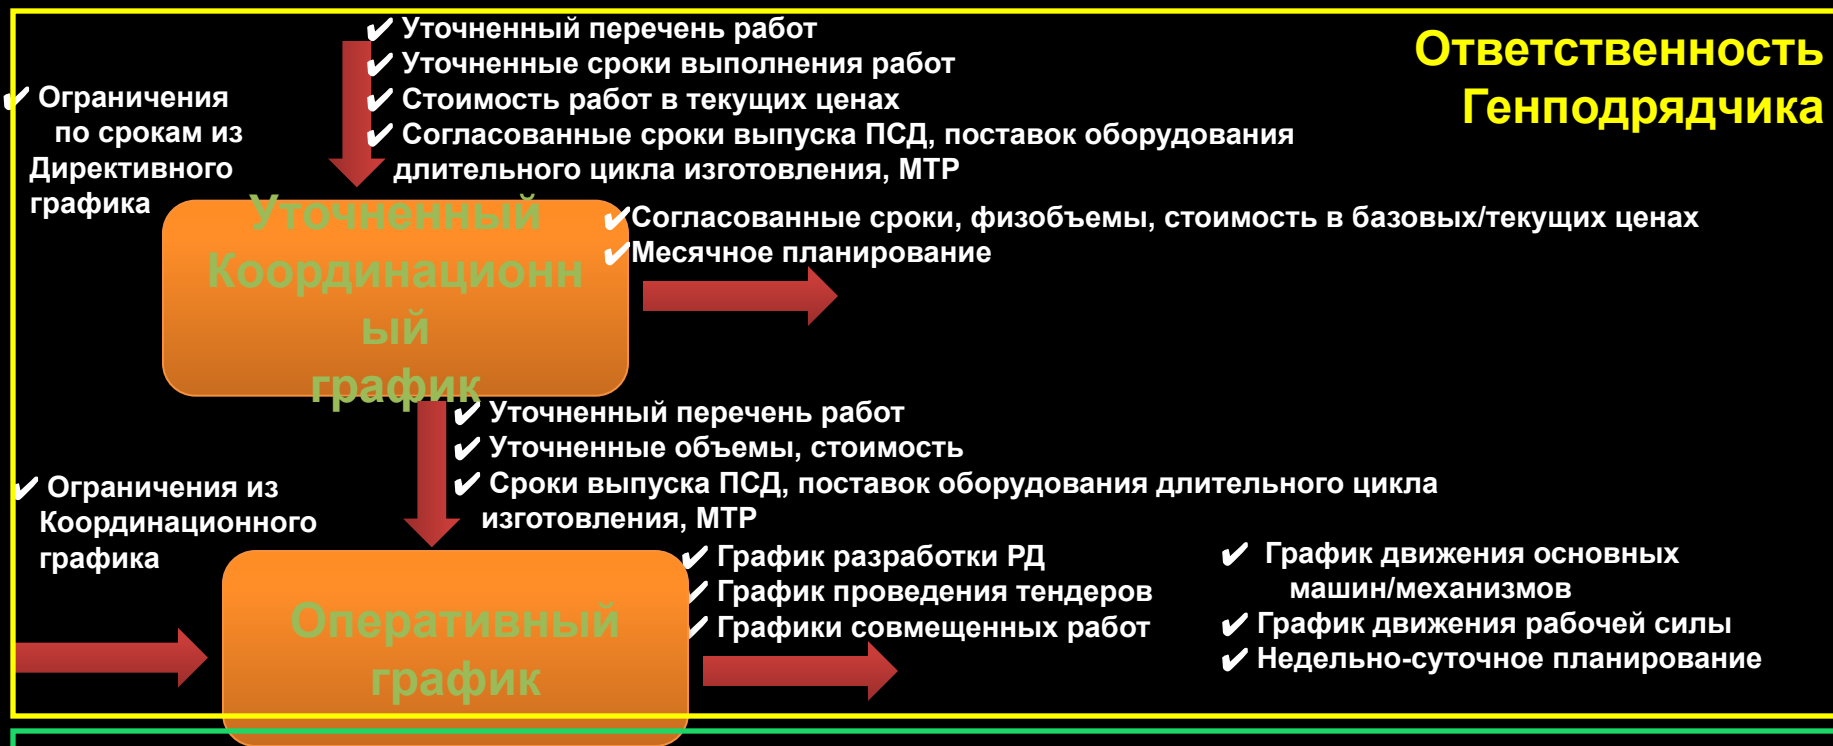 ✔ Уточненный перечень работ
✔ Уточненные сроки выполнения работ
✔ Стоимость работ в текущих ценах
✔ Согласованные сроки выпуска ПСД, поставок оборудования
длительного цикла изготовления, МТР
Ответственность
Генподрядчика
✔ Ограничения
по срокам из
Директивного
графика
Уточненный
Координационн
ый
график
✔Согласованные сроки, физобъемы, стоимость в базовых/текущих ценах
✔Месячное планирование
✔ Уточненный перечень работ
✔ Уточненные объемы, стоимость
✔ Сроки выпуска ПСД, поставок оборудования длительного цикла
изготовления, МТР
✔ Ограничения из
Координационного
графика
Оперативный
график
✔ График разработки РД
✔ График проведения тендеров
✔ Графики совмещенных работ
✔ График движения основных
машин/механизмов
✔ График движения рабочей силы
✔ Недельно-суточное планирование